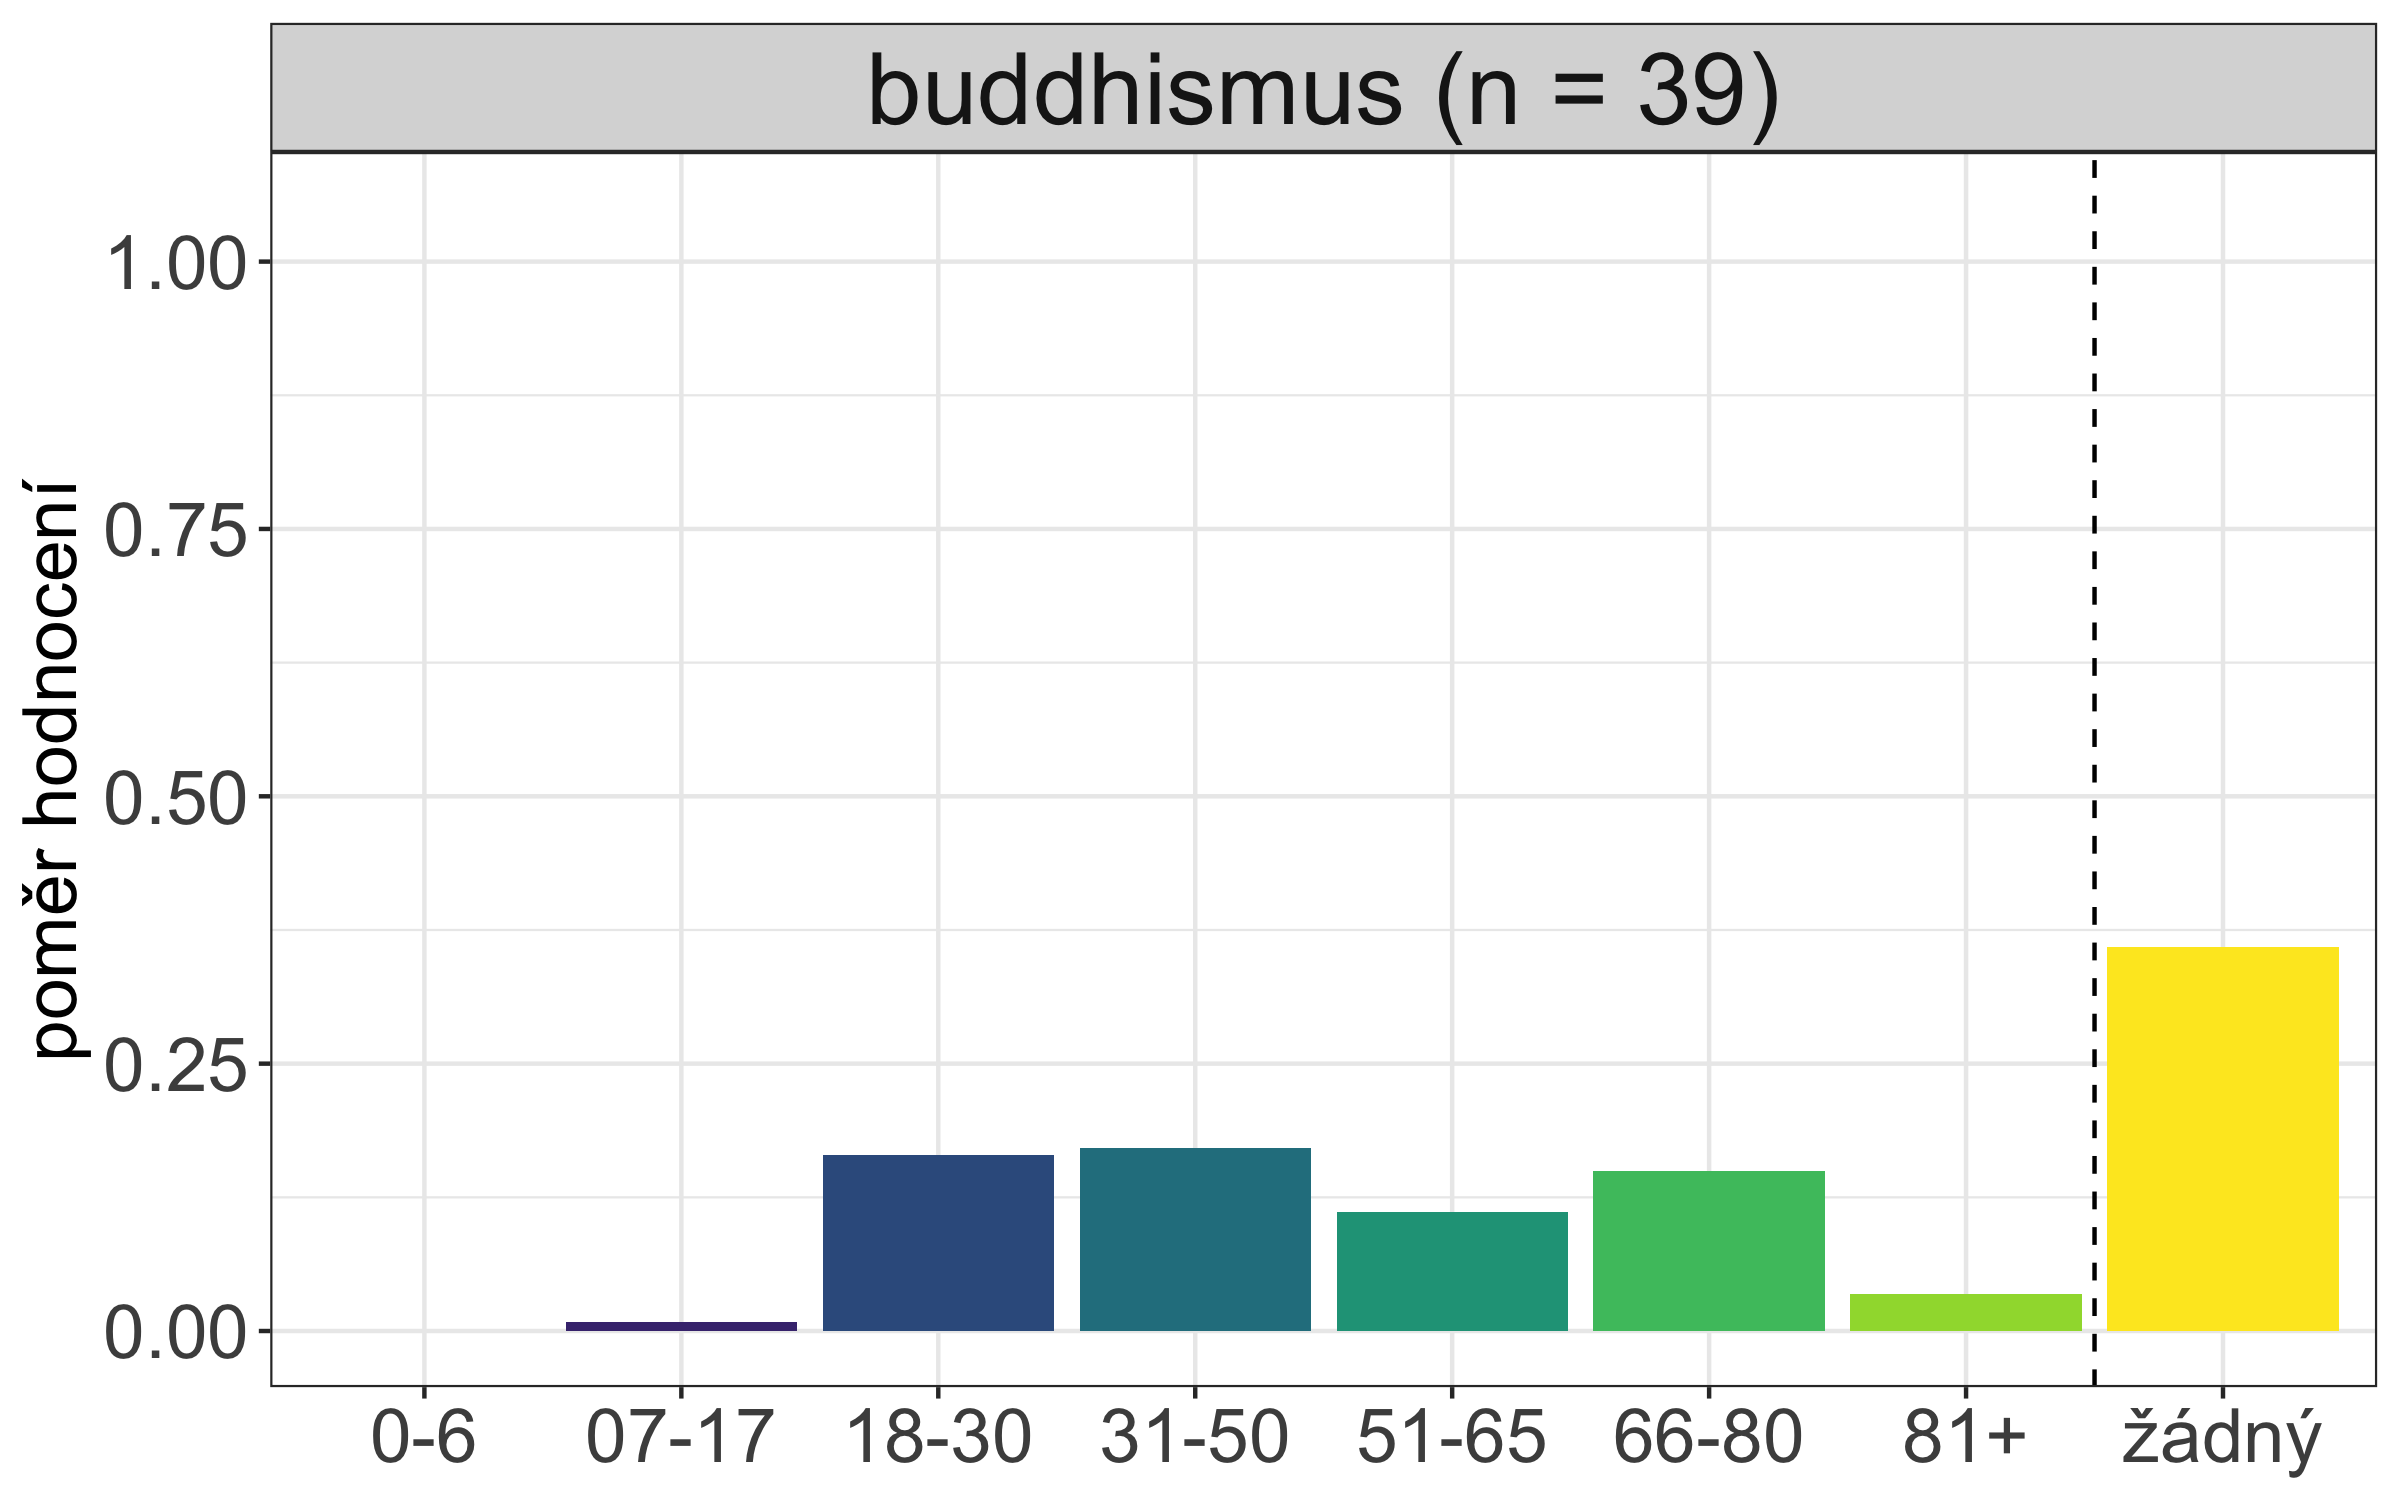 buddhismus (n = 39)
poměr hodnocení
1.00
0.75
0.50
0.25
0.00
0-6 07-17 18-30 31-50 51-65 66-80 81+ žádný